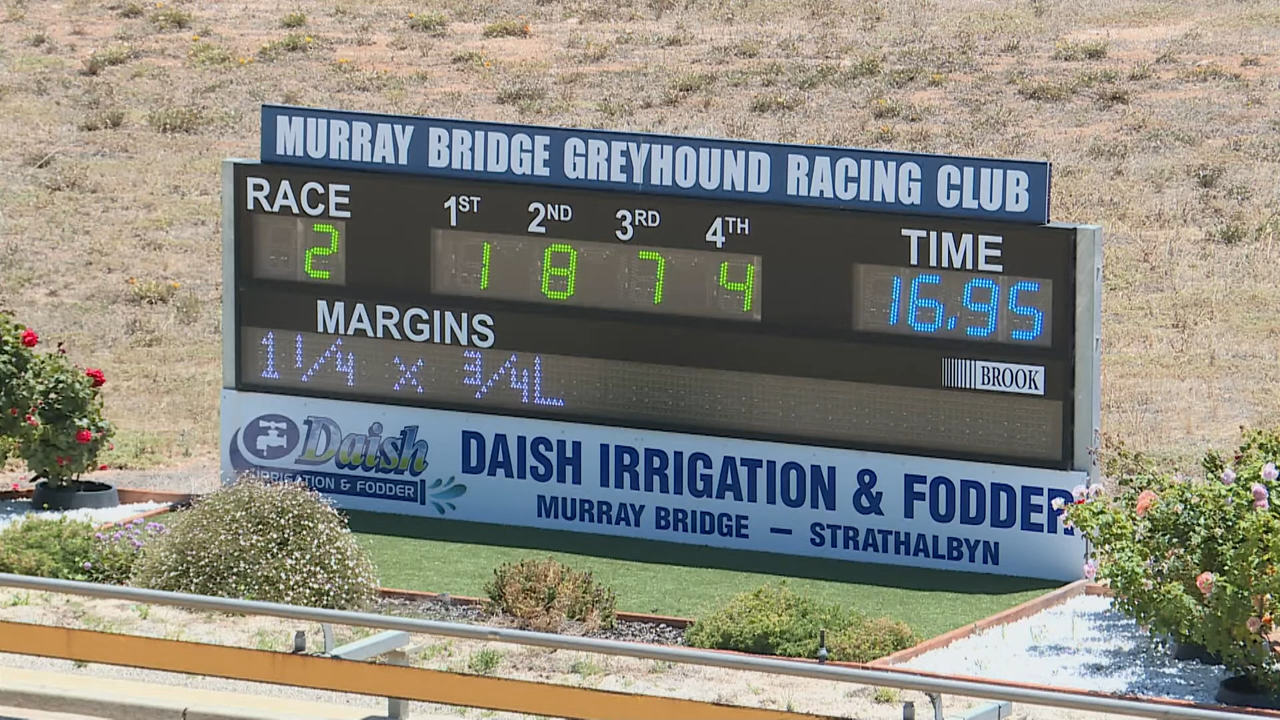 MURRAY BRIDGE GREYHOUND RACING CLUB
RACE 1ST 2ND 3RD 4TH TIME
2 1 8 7 4 16.95
MARGINS
1 1/4 x 3/4L
BROOK
Daish
IRRIGATION & FODDER
DAISH IRRIGATION & FODDER
MURRAY BRIDGE – STRATHALBYN